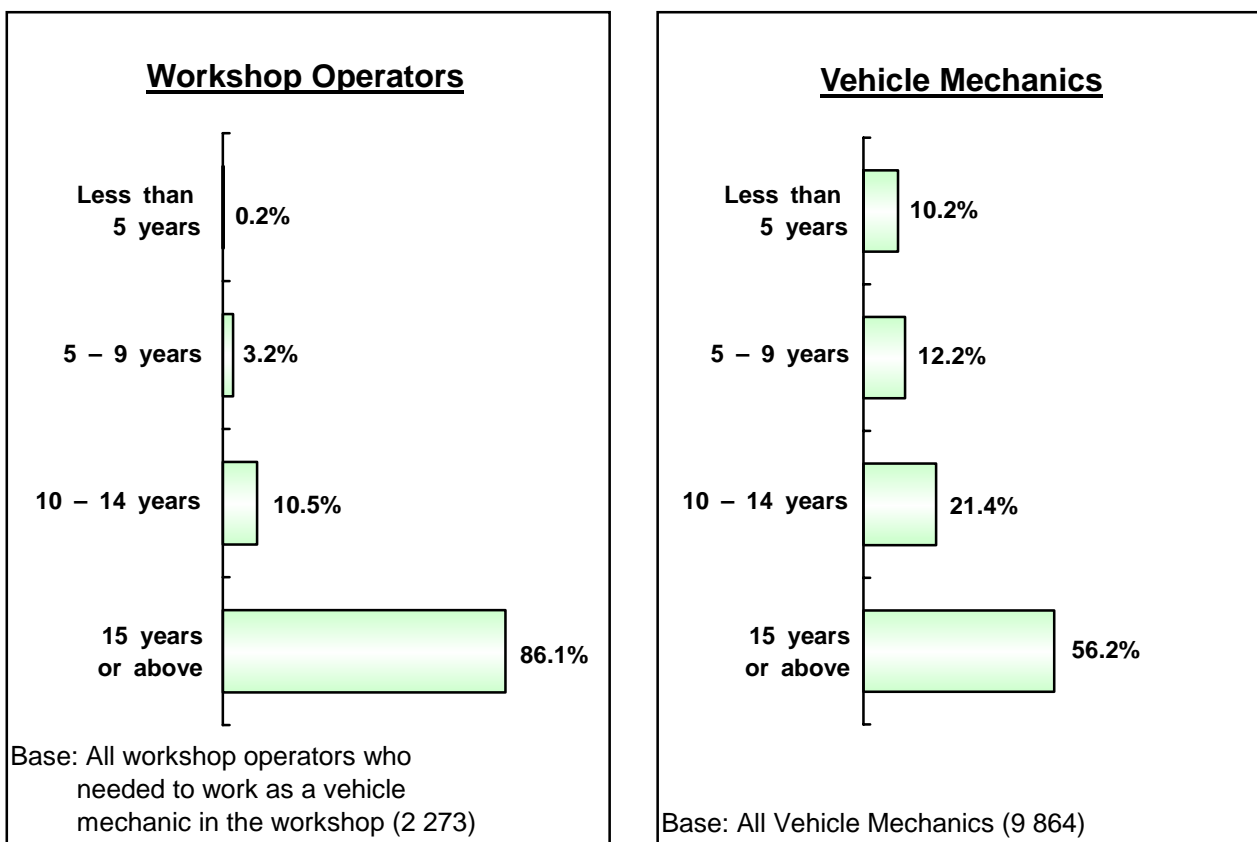 Workshop Operators
Less than
5 years
0.2%
5 – 9 years
3.2%
10 – 14 years
10.5%
15 years
or above
86.1%
Base: All workshop operators who
needed to work as a vehicle
mechanic in the workshop (2 273)
Vehicle Mechanics
Less than
5 years
10.2%
5 – 9 years
12.2%
10 – 14 years
21.4%
15 years
or above
56.2%
Base: All Vehicle Mechanics (9 864)